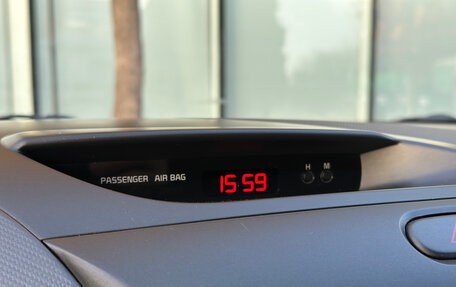 H M
PASSENGER AIR BAG 15 59